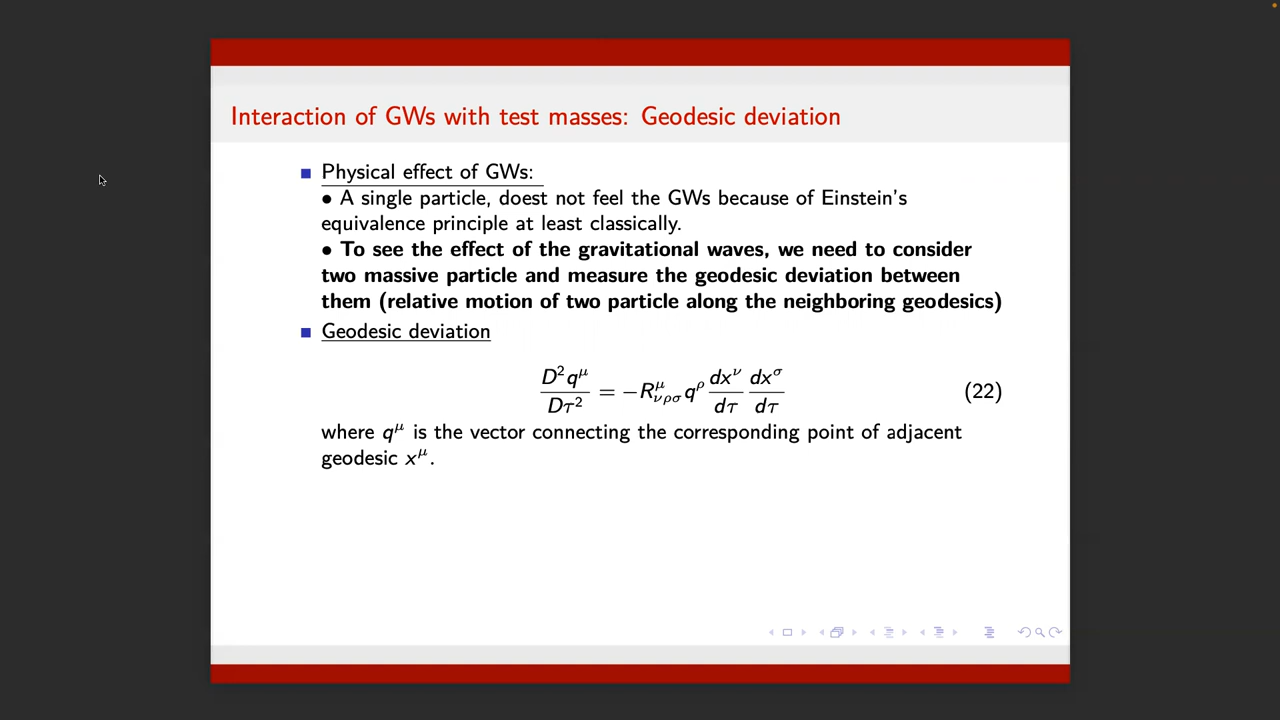 Interaction of GWs with test masses: Geodesic deviation
Physical effect of GWs:
• A single particle, doest not feel the GWs because of Einstein's
equivalence principle at least classically.
• To see the effect of the gravitational waves, we need to consider
two massive particle and measure the geodesic deviation between
them (relative motion of two particle along the neighboring geodesics)
Geodesic deviation
D²q^μ/Dτ² = −R^μ_νρσ q^ρ dx^ν/dτ dx^σ/dτ (22)
where q^μ is the vector connecting the corresponding point of adjacent
geodesic x^μ.